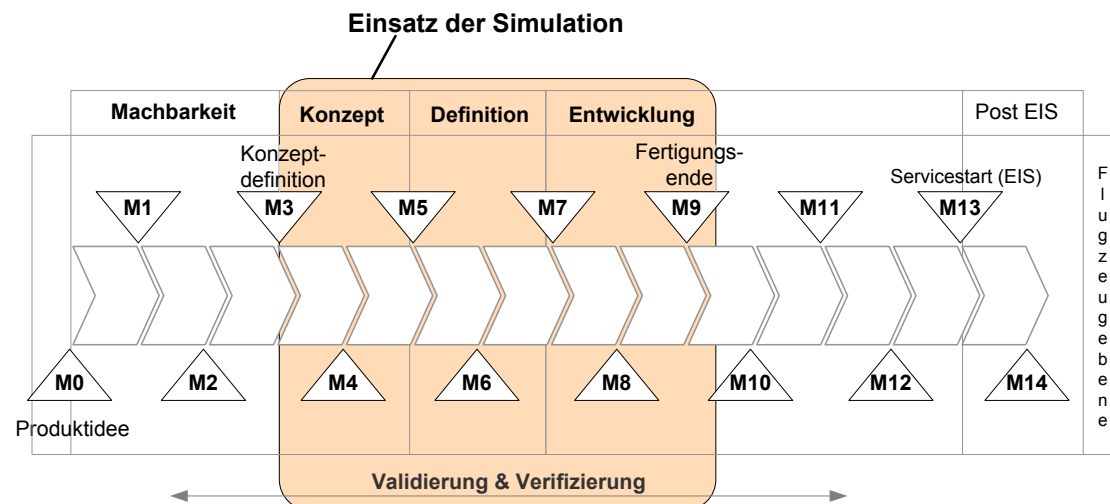 Einsatz der Simulation
Machbarkeit
Konzept
Definition
Entwicklung
Post EIS
Konzept-
definition
Fertigungs-
ende
Servicestart (EIS)
M1
M3
M5
M7
M9
M11
M13
M0
M2
M4
M6
M8
M10
M12
M14
Produktidee
Flugzeugebene
Validierung & Verifizierung